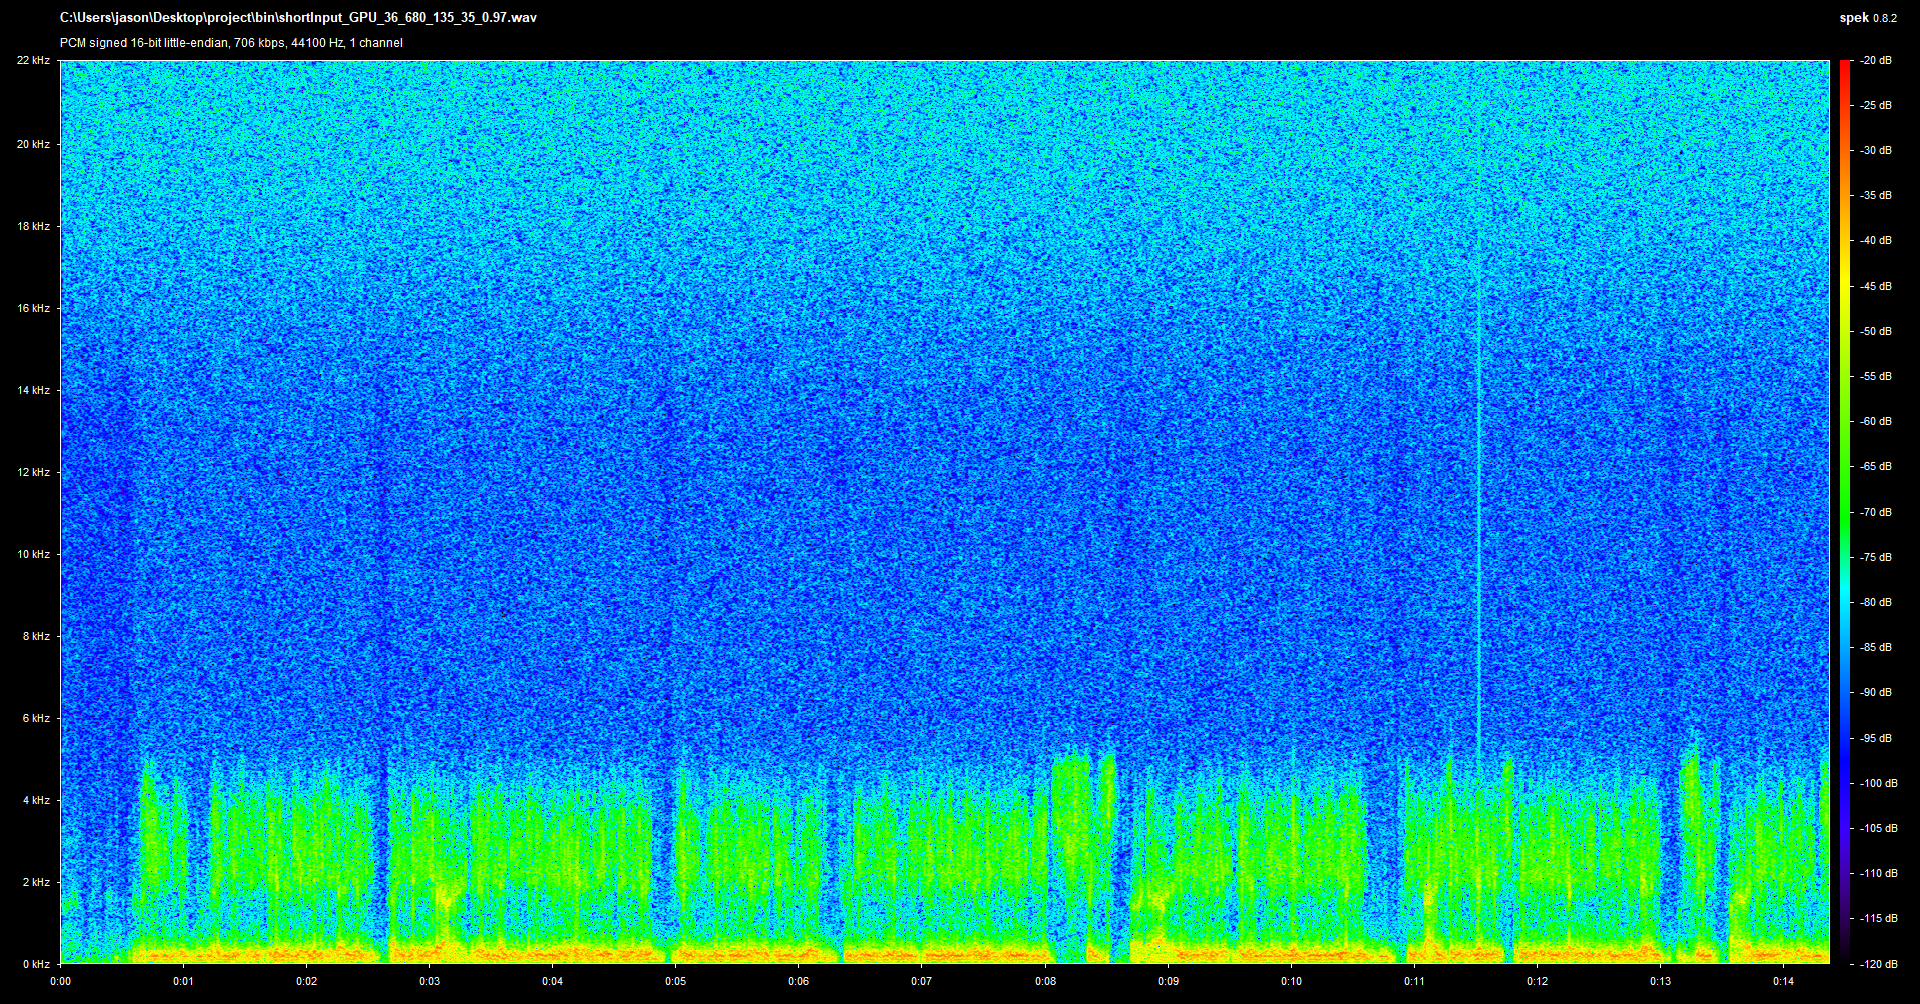 C:\Users\jason\Desktop\project\bin\shortInput_GPU_36_680_135_35_0.97.wav
spek 0.8.2
PCM signed 16-bit little-endian, 706 kbps, 44100 Hz, 1 channel
22 kHz
20 kHz
18 kHz
16 kHz
14 kHz
12 kHz
10 kHz
8 kHz
6 kHz
4 kHz
2 kHz
0 kHz
0:00
0:01
0:02
0:03
0:04
0:05
0:06
0:07
0:08
0:09
0:10
0:11
0:12
0:13
0:14
-20 dB
-25 dB
-30 dB
-35 dB
-40 dB
-45 dB
-50 dB
-55 dB
-60 dB
-65 dB
-70 dB
-75 dB
-80 dB
-85 dB
-90 dB
-95 dB
-100 dB
-105 dB
-110 dB
-115 dB
-120 dB